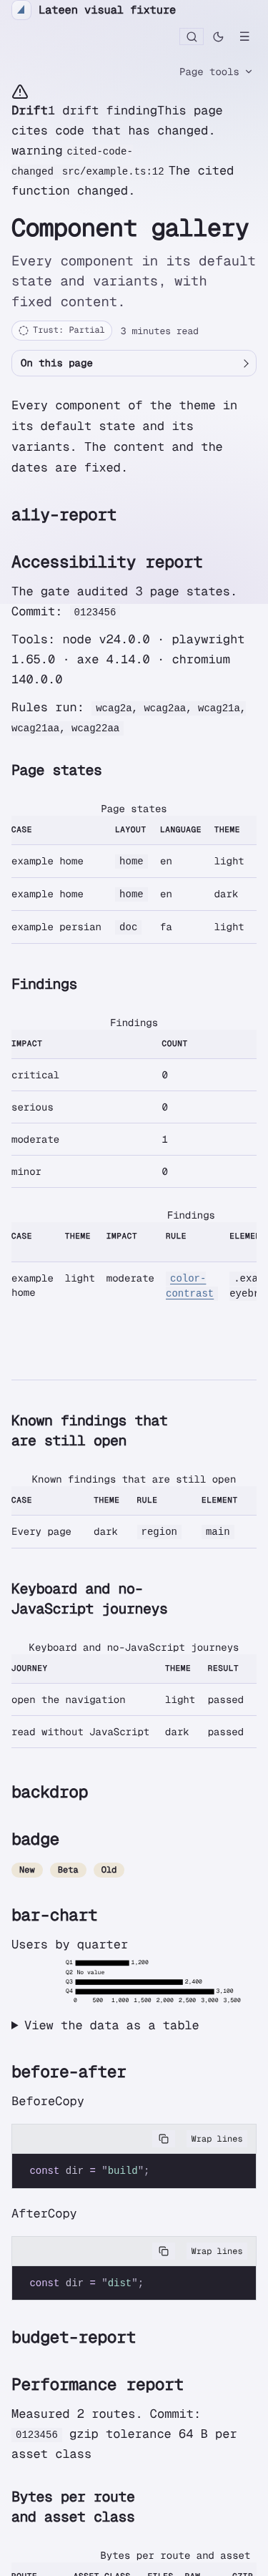 Lateen visual fixture
Page tools
Drift1 drift findingThis page
cites code that has changed.
warning cited-code-
changed src/example.ts:12 The cited
function changed.
Component gallery
Every component in its default
state and variants, with
fixed content.
Trust: Partial 3 minutes read
On this page
Every component of the theme in
its default state and its
variants. The content and the
dates are fixed.
a11y-report
Accessibility report
The gate audited 3 page states.
Commit: 0123456
Tools: node v24.0.0 · playwright
1.65.0 · axe 4.14.0 · chromium
140.0.0
Rules run: wcag2a, wcag2aa, wcag21a,
wcag21aa, wcag22aa
Page states
Page states
CASE LAYOUT LANGUAGE THEME
example home home en light
example home home en dark
example persian doc fa light
Findings
Findings
IMPACT COUNT
critical 0
serious 0
moderate 1
minor 0
Findings
CASE THEME IMPACT RULE ELEMEN
example light moderate color- .exa
home contrast eyebr
Known findings that
are still open
Known findings that are still open
CASE THEME RULE ELEMENT
Every page dark region main
Keyboard and no-
JavaScript journeys
Keyboard and no-JavaScript journeys
JOURNEY THEME RESULT
open the navigation light passed
read without JavaScript dark passed
backdrop
badge
New Beta Old
bar-chart
Users by quarter
Q1 1,200
Q2 No value
Q3 2,400
Q4 3,100
0 500 1,000 1,500 2,000 2,500 3,000 3,500
View the data as a table
before-after
BeforeCopy
Wrap lines
const dir = "build";
AfterCopy
Wrap lines
const dir = "dist";
budget-report
Performance report
Measured 2 routes. Commit:
0123456 gzip tolerance 64 B per
asset class
Bytes per route
and asset class
Bytes per route and asset
ROUTE ASSET CLASS FILES RAW GZIP